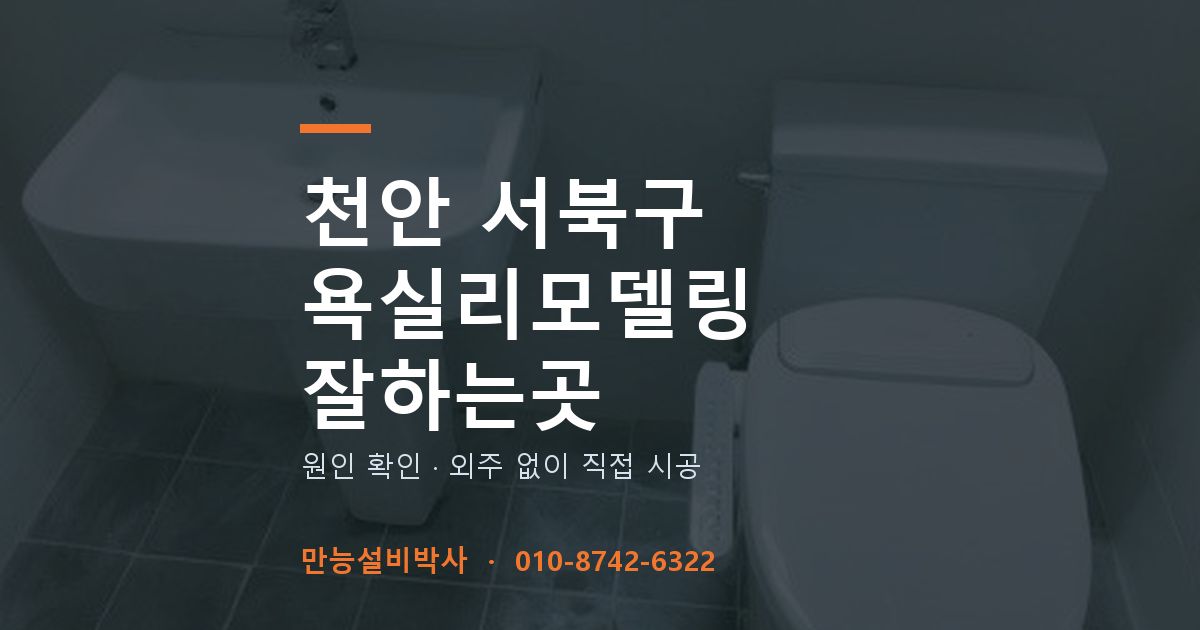 천안 서북구
욕실리모델링
잘하는곳
원인 확인 · 외주 없이 직접 시공
만능설비박사 · 010-8742-6322